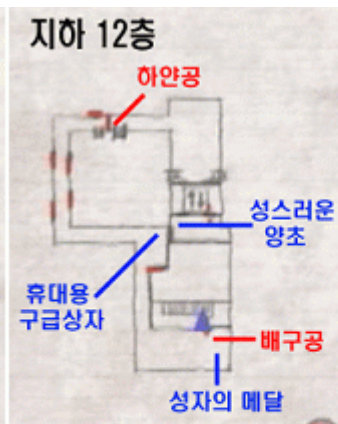 지하 12층
하얀공
성스러운
양초
휴대용
구급상자
배구공
성자의 메달